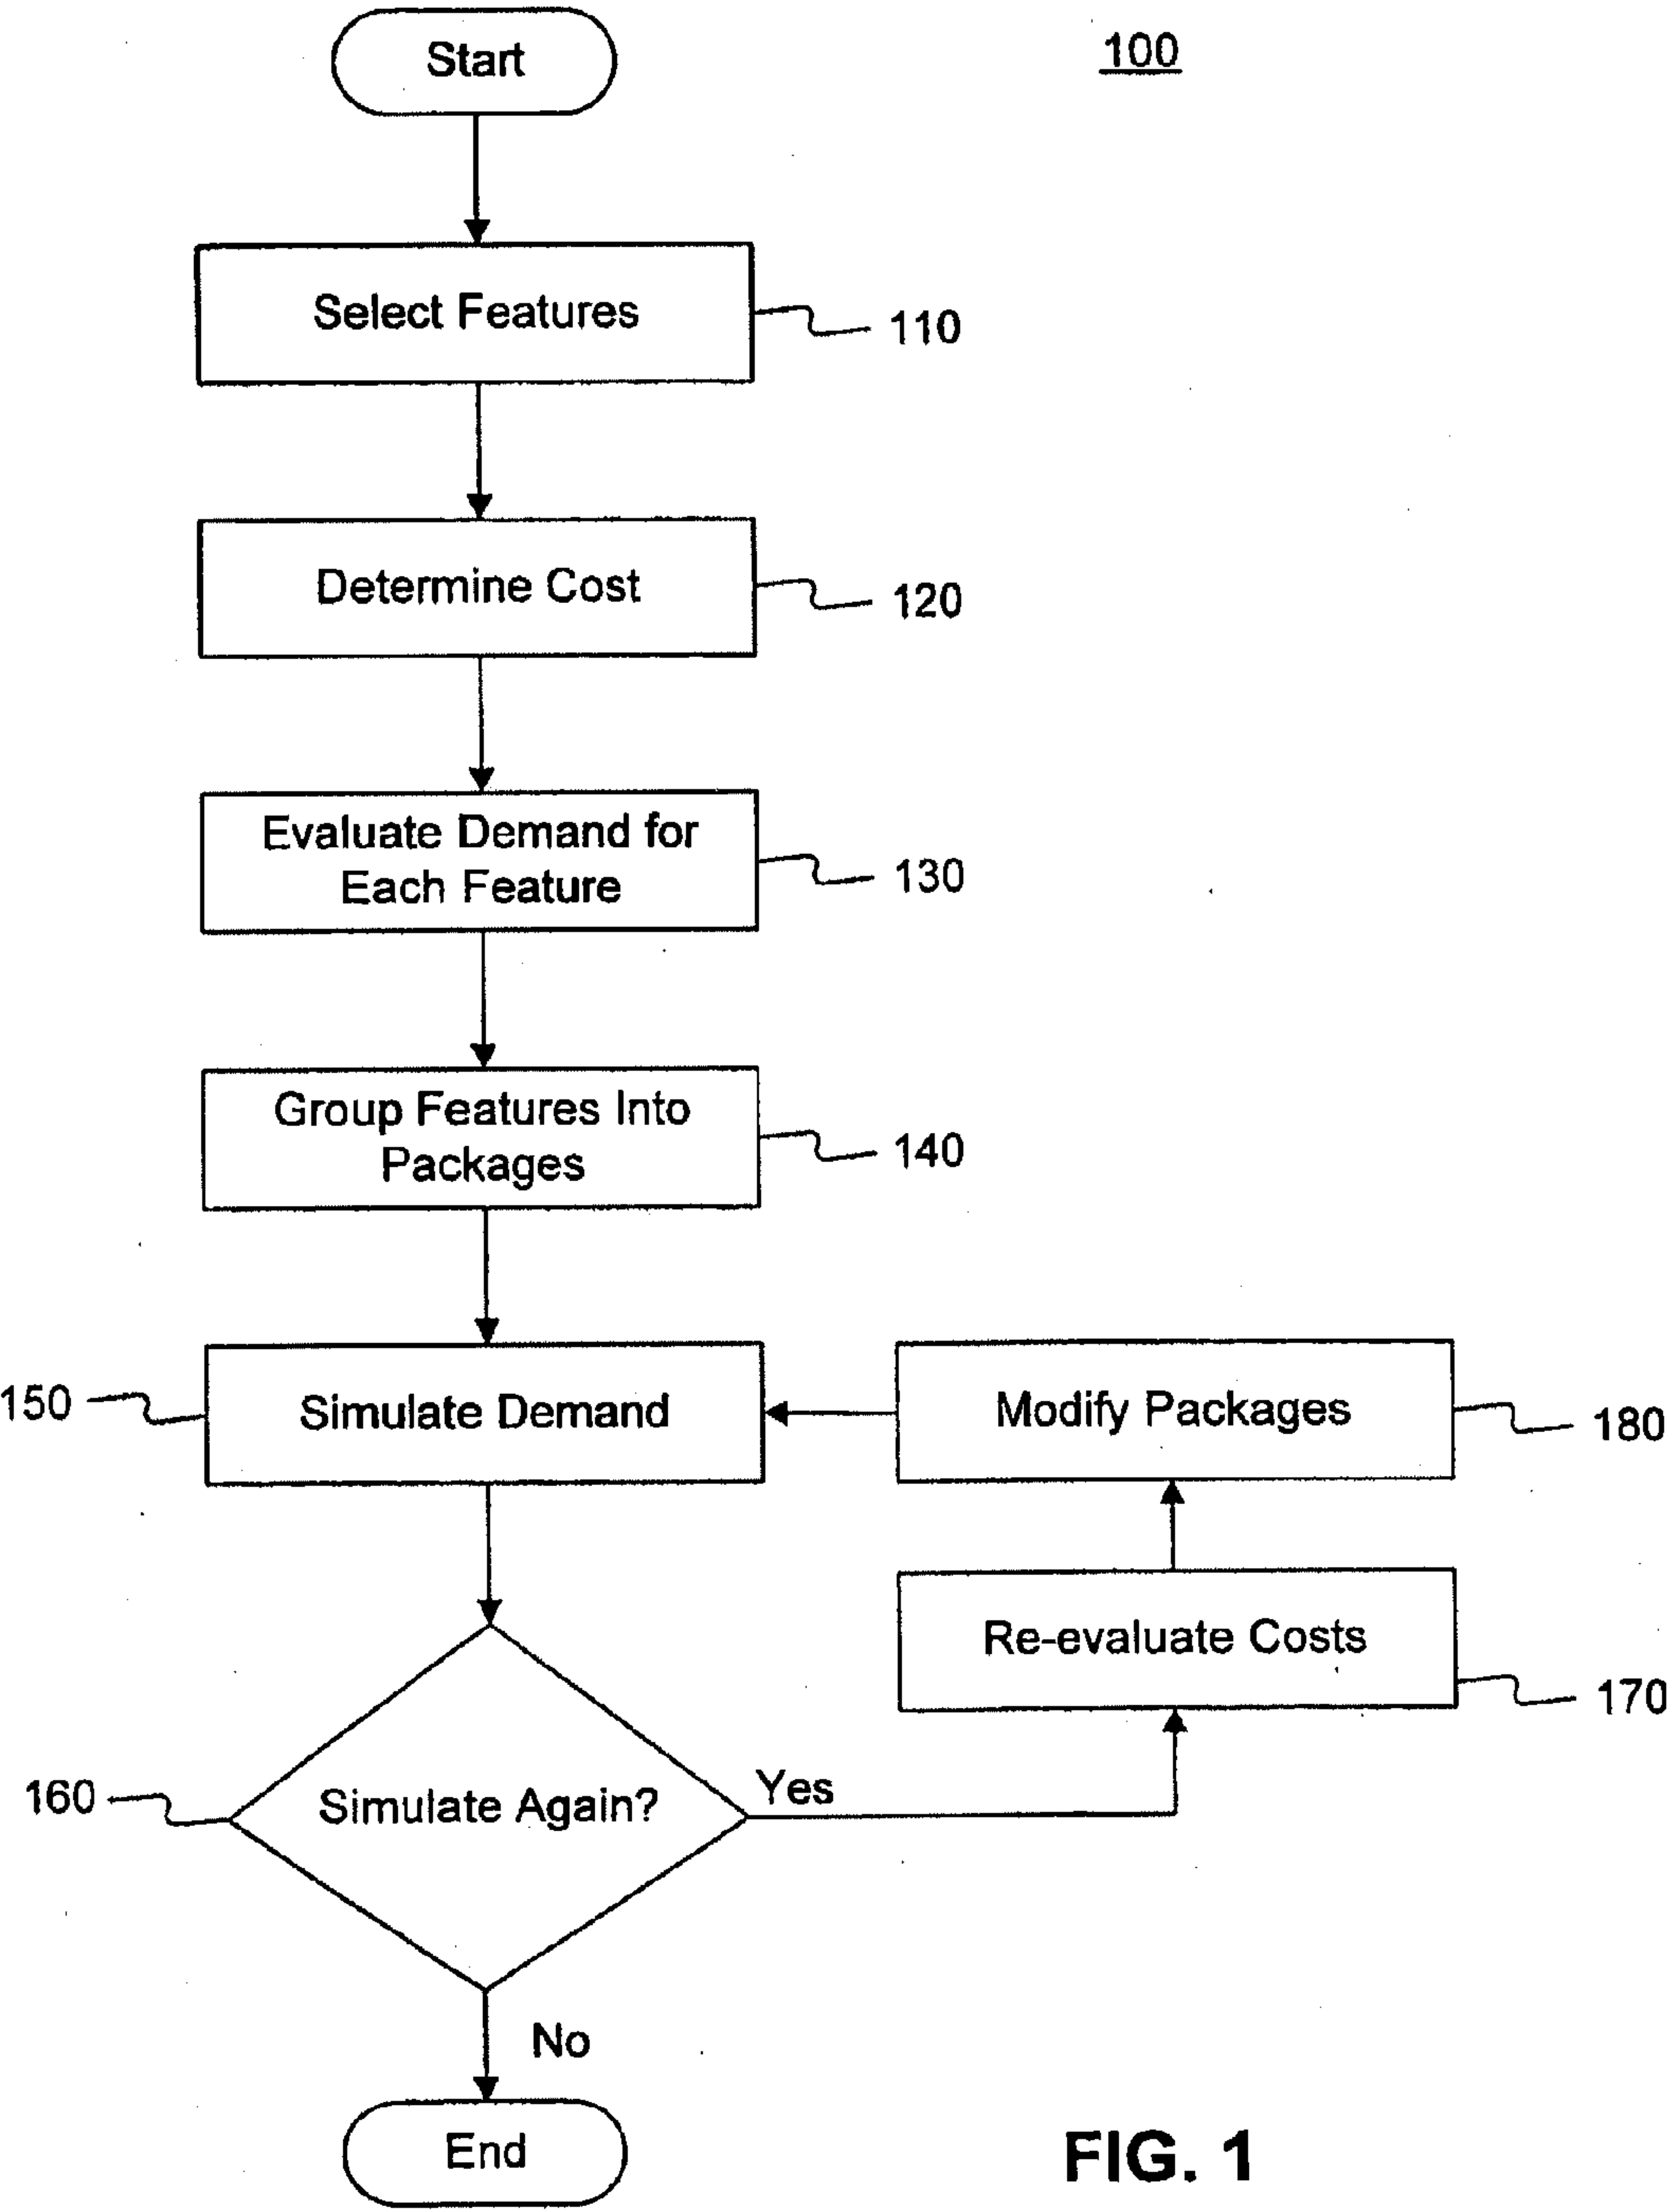 Start
100
Select Features
110
Determine Cost
120
Evaluate Demand for
Each Feature
130
Group Features Into
Packages
140
150
Simulate Demand
Modify Packages
180
Re-evaluate Costs
170
160
Simulate Again?
Yes
No
End
FIG. 1